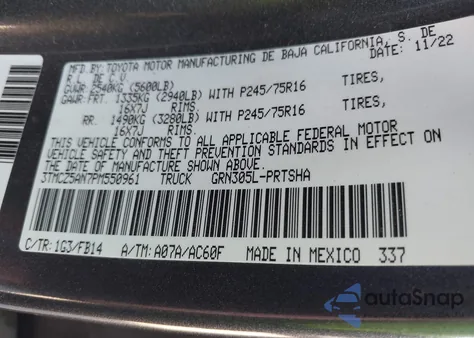 MFD.BY: TOYOTA MOTOR MANUFACTURING DE BAJA CALIFORNIA, S. DE
R.L. DE C.V. 11/22
GVWR: 2540KG (5600LB)
GAWR: FRT. 1335KG (2940LB) WITH P245/75R16 TIRES,
16X7J RIMS.
RR. 1490KG (3280LB) WITH P245/75R16 TIRES,
16X7J RIMS.
THIS VEHICLE CONFORMS TO ALL APPLICABLE FEDERAL MOTOR
VEHICLE SAFETY AND THEFT PREVENTION STANDARDS IN EFFECT ON
THE DATE OF MANUFACTURE SHOWN ABOVE.
3TMCZ5AN7PM550961 TRUCK GRN305L-PRTSHA
C/TR: 1G3/FB14 A/TM: A07A/AC60F MADE IN MEXICO 337
autoSnap